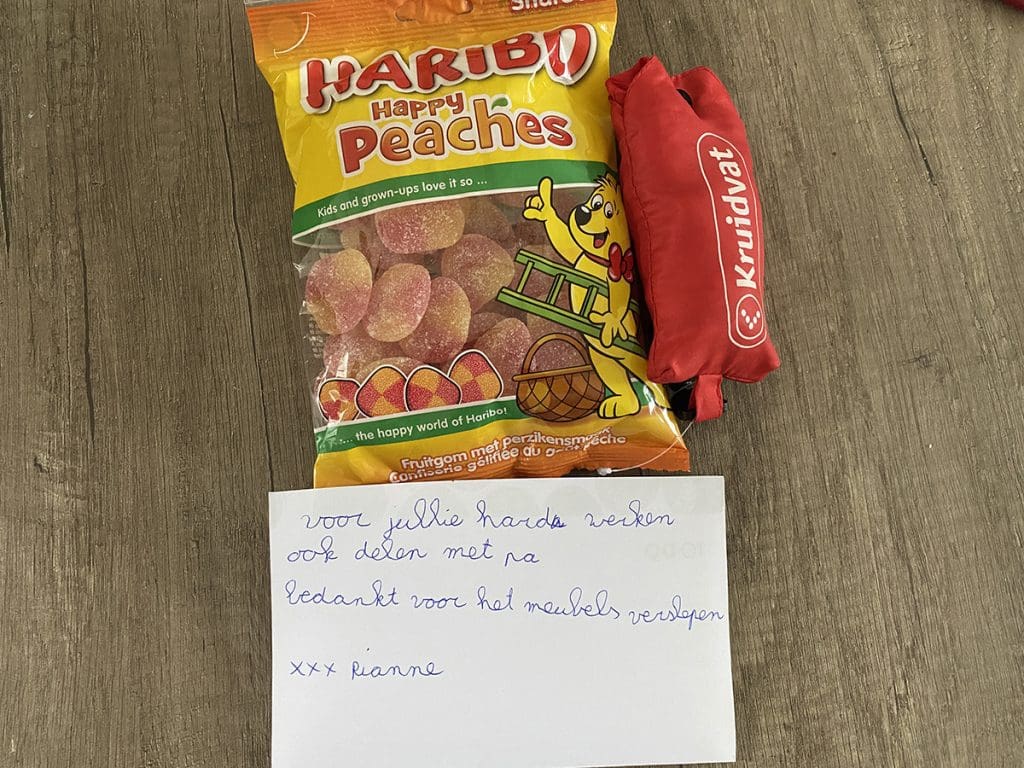 Share
HARIBO
Happy
Peaches
Kids and grown-ups love it so ...
Kruidvat
... the happy world of Haribo!
Fruitgom met perzikensmaak
Confiserie gélifiée au goût pêche
voor jullie harde werken
ook delen met pa
bedankt voor het meubels verslepen
xxx Rianne